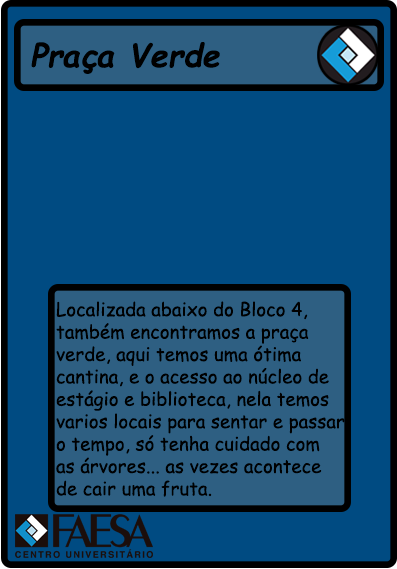 Praça Verde
Localizada abaixo do Bloco 4,
também encontramos a praça
verde, aqui temos uma ótima
cantina, e o acesso ao núcleo de
estágio e biblioteca, nela temos
varios locais para sentar e passar
o tempo, só tenha cuidado com
as árvores... as vezes acontece
de cair uma fruta.
FAESA
CENTRO UNIVERSITÁRIO